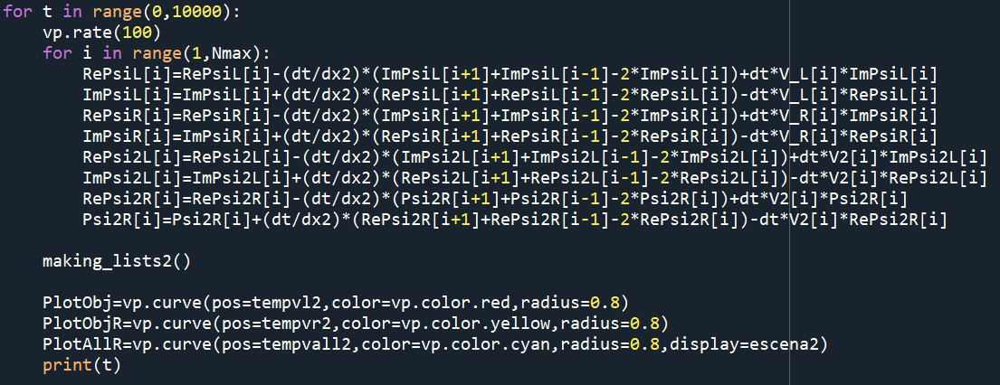 for t in range(0,10000):
    vp.rate(100)
    for i in range(1,Nmax):
        RePsiL[i]=RePsiL[i]-(dt/dx2)*(ImPsiL[i+1]+ImPsiL[i-1]-2*ImPsiL[i])+dt*V_L[i]*ImPsiL[i]
        ImPsiL[i]=ImPsiL[i]+(dt/dx2)*(RePsiL[i+1]+RePsiL[i-1]-2*RePsiL[i])-dt*V_L[i]*RePsiL[i]
        RePsiR[i]=RePsiR[i]-(dt/dx2)*(ImPsiR[i+1]+ImPsiR[i-1]-2*ImPsiR[i])+dt*V_R[i]*ImPsiR[i]
        ImPsiR[i]=ImPsiR[i]+(dt/dx2)*(RePsiR[i+1]+RePsiR[i-1]-2*RePsiR[i])-dt*V_R[i]*RePsiR[i]
        RePsi2L[i]=RePsi2L[i]-(dt/dx2)*(ImPsi2L[i+1]+ImPsi2L[i-1]-2*ImPsi2L[i])+dt*V2[i]*ImPsi2L[i]
        ImPsi2L[i]=ImPsi2L[i]+(dt/dx2)*(RePsi2L[i+1]+RePsi2L[i-1]-2*RePsi2L[i])-dt*V2[i]*RePsi2L[i]
        RePsi2R[i]=RePsi2R[i]-(dt/dx2)*(Psi2R[i+1]+Psi2R[i-1]-2*Psi2R[i])+dt*V2[i]*Psi2R[i]
        Psi2R[i]=Psi2R[i]+(dt/dx2)*(RePsi2R[i+1]+RePsi2R[i-1]-2*RePsi2R[i])-dt*V2[i]*RePsi2R[i]
    making_lists2()
    PlotObj=vp.curve(pos=tempvl2,color=vp.color.red,radius=0.8)
    PlotObjR=vp.curve(pos=tempvr2,color=vp.color.yellow,radius=0.8)
    PlotAllR=vp.curve(pos=tempvall2,color=vp.color.cyan,radius=0.8,display=escena2)
    print(t)